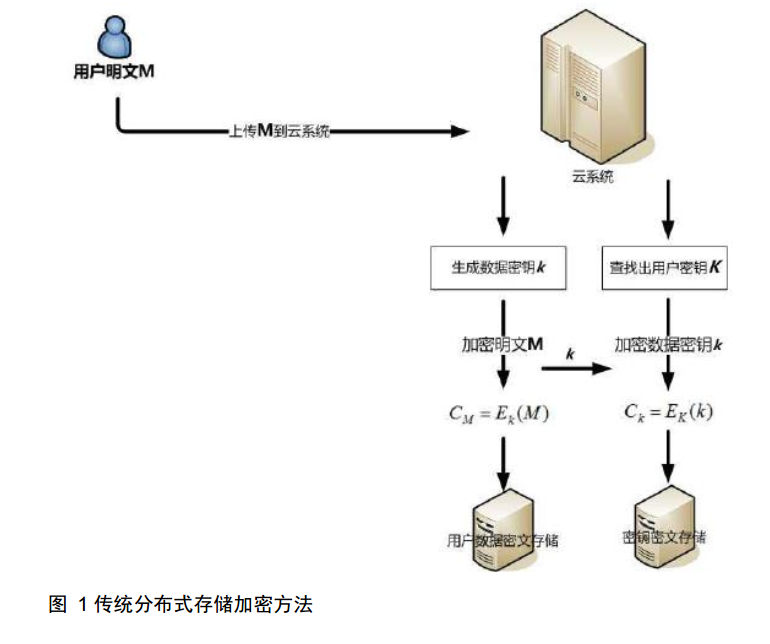 用户明文M
上传M到云系统
云系统
生成数据密钥k
查找出用户密钥K
加密明文M
k
加密数据密钥k
C_M = E_k(M)
C_k = E_K(k)
用户数据密文存储
密钥密文存储
图 1 传统分布式存储加密方法